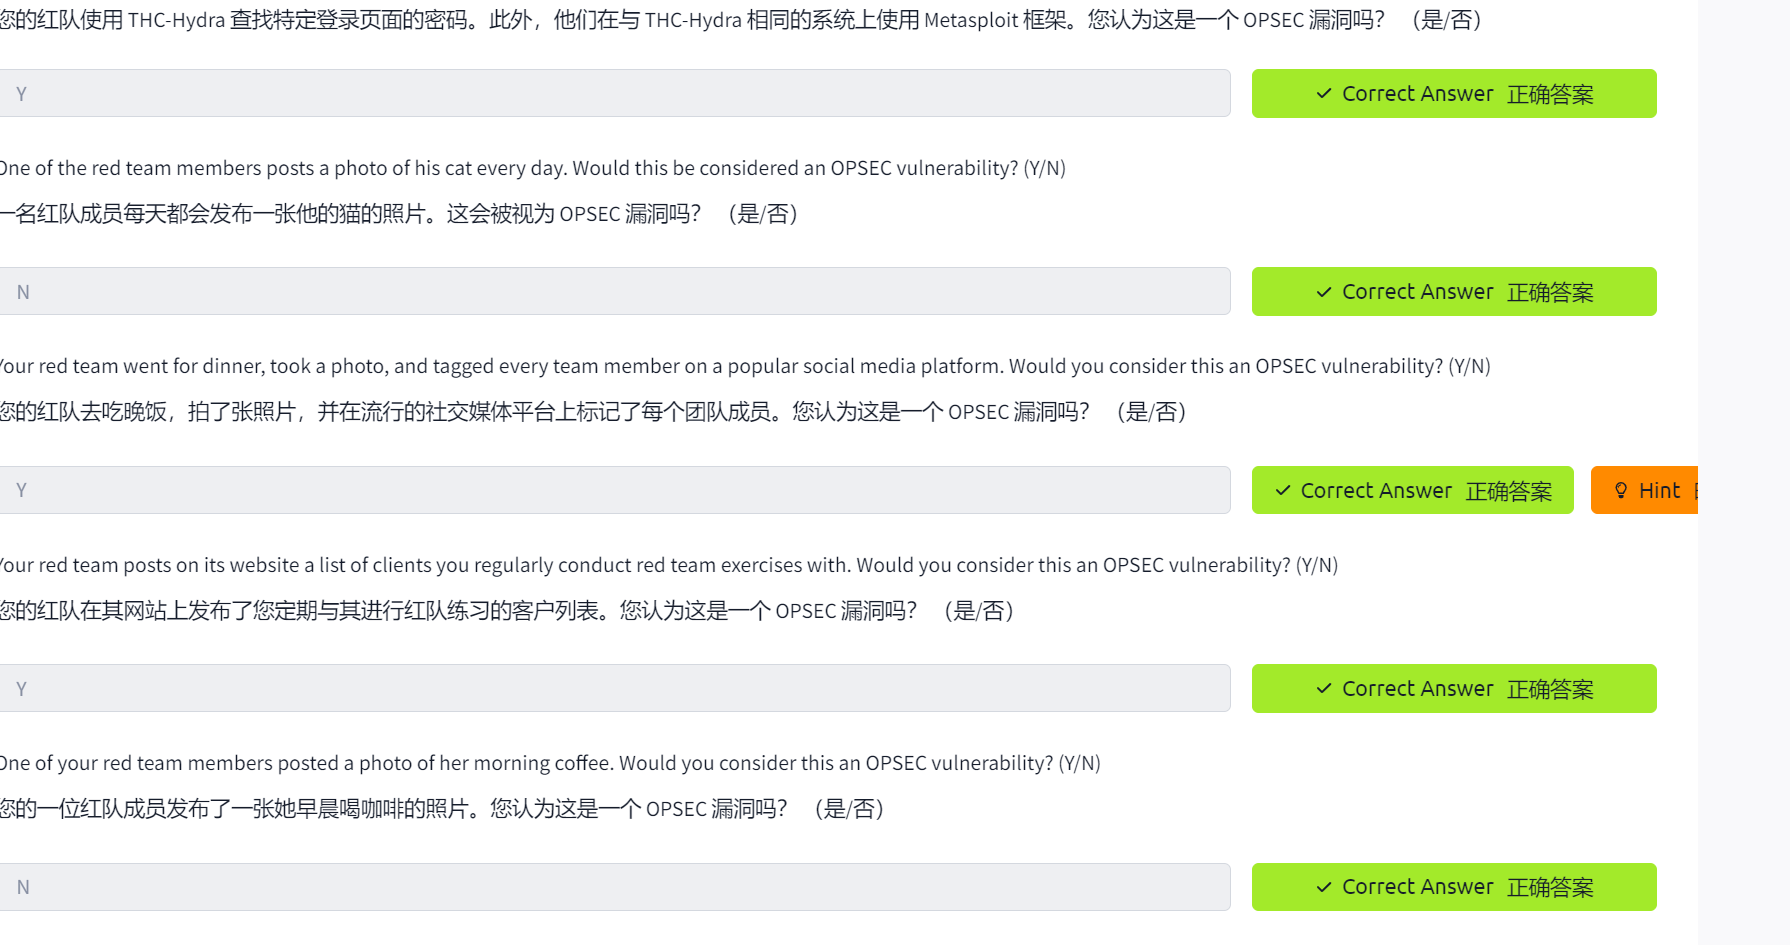 您的红队使用 THC-Hydra 查找特定登录页面的密码。此外，他们在与 THC-Hydra 相同的系统上使用 Metasploit 框架。您认为这是一个 OPSEC 漏洞吗？ （是/否）
Y
Correct Answer 正确答案
One of the red team members posts a photo of his cat every day. Would this be considered an OPSEC vulnerability? (Y/N)
一名红队成员每天都会发布一张他的猫的照片。这会被视为 OPSEC 漏洞吗？ （是/否）
N
Correct Answer 正确答案
Your red team went for dinner, took a photo, and tagged every team member on a popular social media platform. Would you consider this an OPSEC vulnerability? (Y/N)
您的红队去吃晚饭，拍了张照片，并在流行的社交媒体平台上标记了每个团队成员。您认为这是一个 OPSEC 漏洞吗？ （是/否）
Y
Correct Answer 正确答案
Hint
Your red team posts on its website a list of clients you regularly conduct red team exercises with. Would you consider this an OPSEC vulnerability? (Y/N)
您的红队在其网站上发布了您定期与其进行红队练习的客户列表。您认为这是一个 OPSEC 漏洞吗？ （是/否）
Y
Correct Answer 正确答案
One of your red team members posted a photo of her morning coffee. Would you consider this an OPSEC vulnerability? (Y/N)
您的一位红队成员发布了一张她早晨喝咖啡的照片。您认为这是一个 OPSEC 漏洞吗？ （是/否）
N
Correct Answer 正确答案